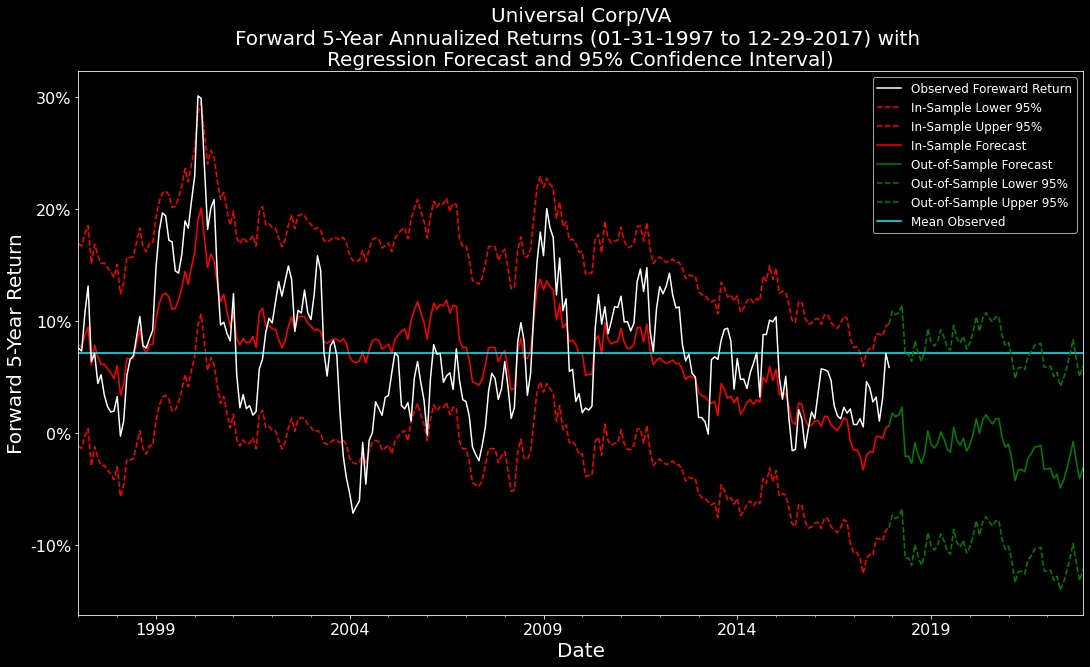 Universal Corp/VA
Forward 5-Year Annualized Returns (01-31-1997 to 12-29-2017) with
Regression Forecast and 95% Confidence Interval)
Observed Foreward Return
In-Sample Lower 95%
In-Sample Upper 95%
In-Sample Forecast
Out-of-Sample Forecast
Out-of-Sample Lower 95%
Out-of-Sample Upper 95%
Mean Observed
Forward 5-Year Return
30%
20%
10%
0%
-10%
1999
2004
2009
2014
2019
Date